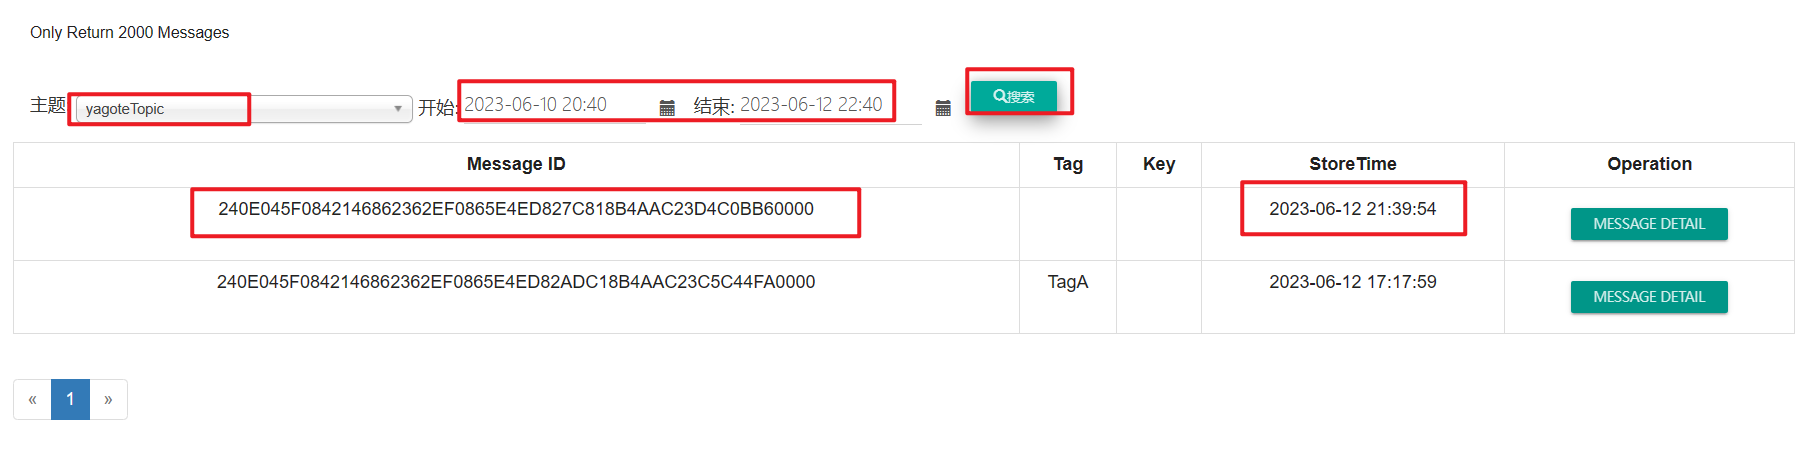 Only Return 2000 Messages
主题: yagoteTopic 开始: 2023-06-10 20:40 结束: 2023-06-12 22:40 搜索
Message ID Tag Key StoreTime Operation
240E045F0842146862362EF0865E4ED827C818B4AAC23D4C0BB60000 2023-06-12 21:39:54 MESSAGE DETAIL
240E045F0842146862362EF0865E4ED82ADC18B4AAC23C5C44FA0000 TagA 2023-06-12 17:17:59 MESSAGE DETAIL
« 1 »